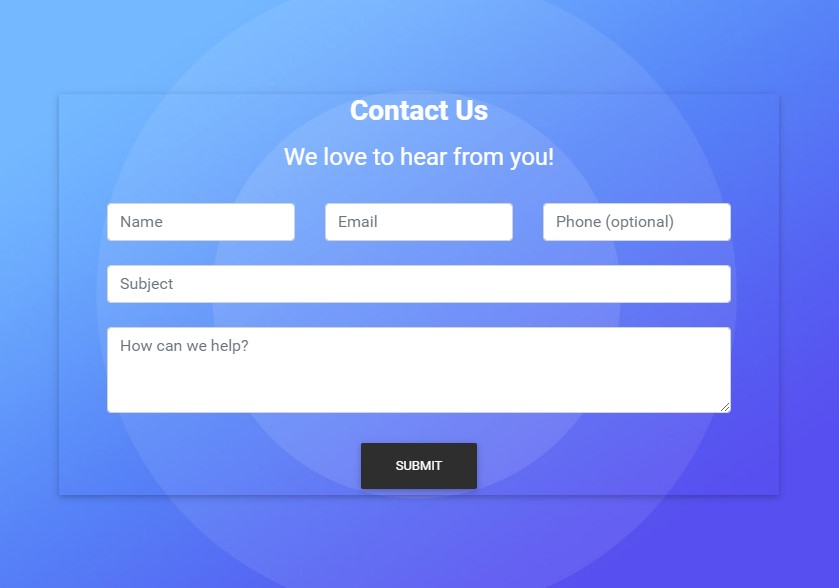 Contact Us
We love to hear from you!
Name Email Phone (optional)
Subject
How can we help?
SUBMIT